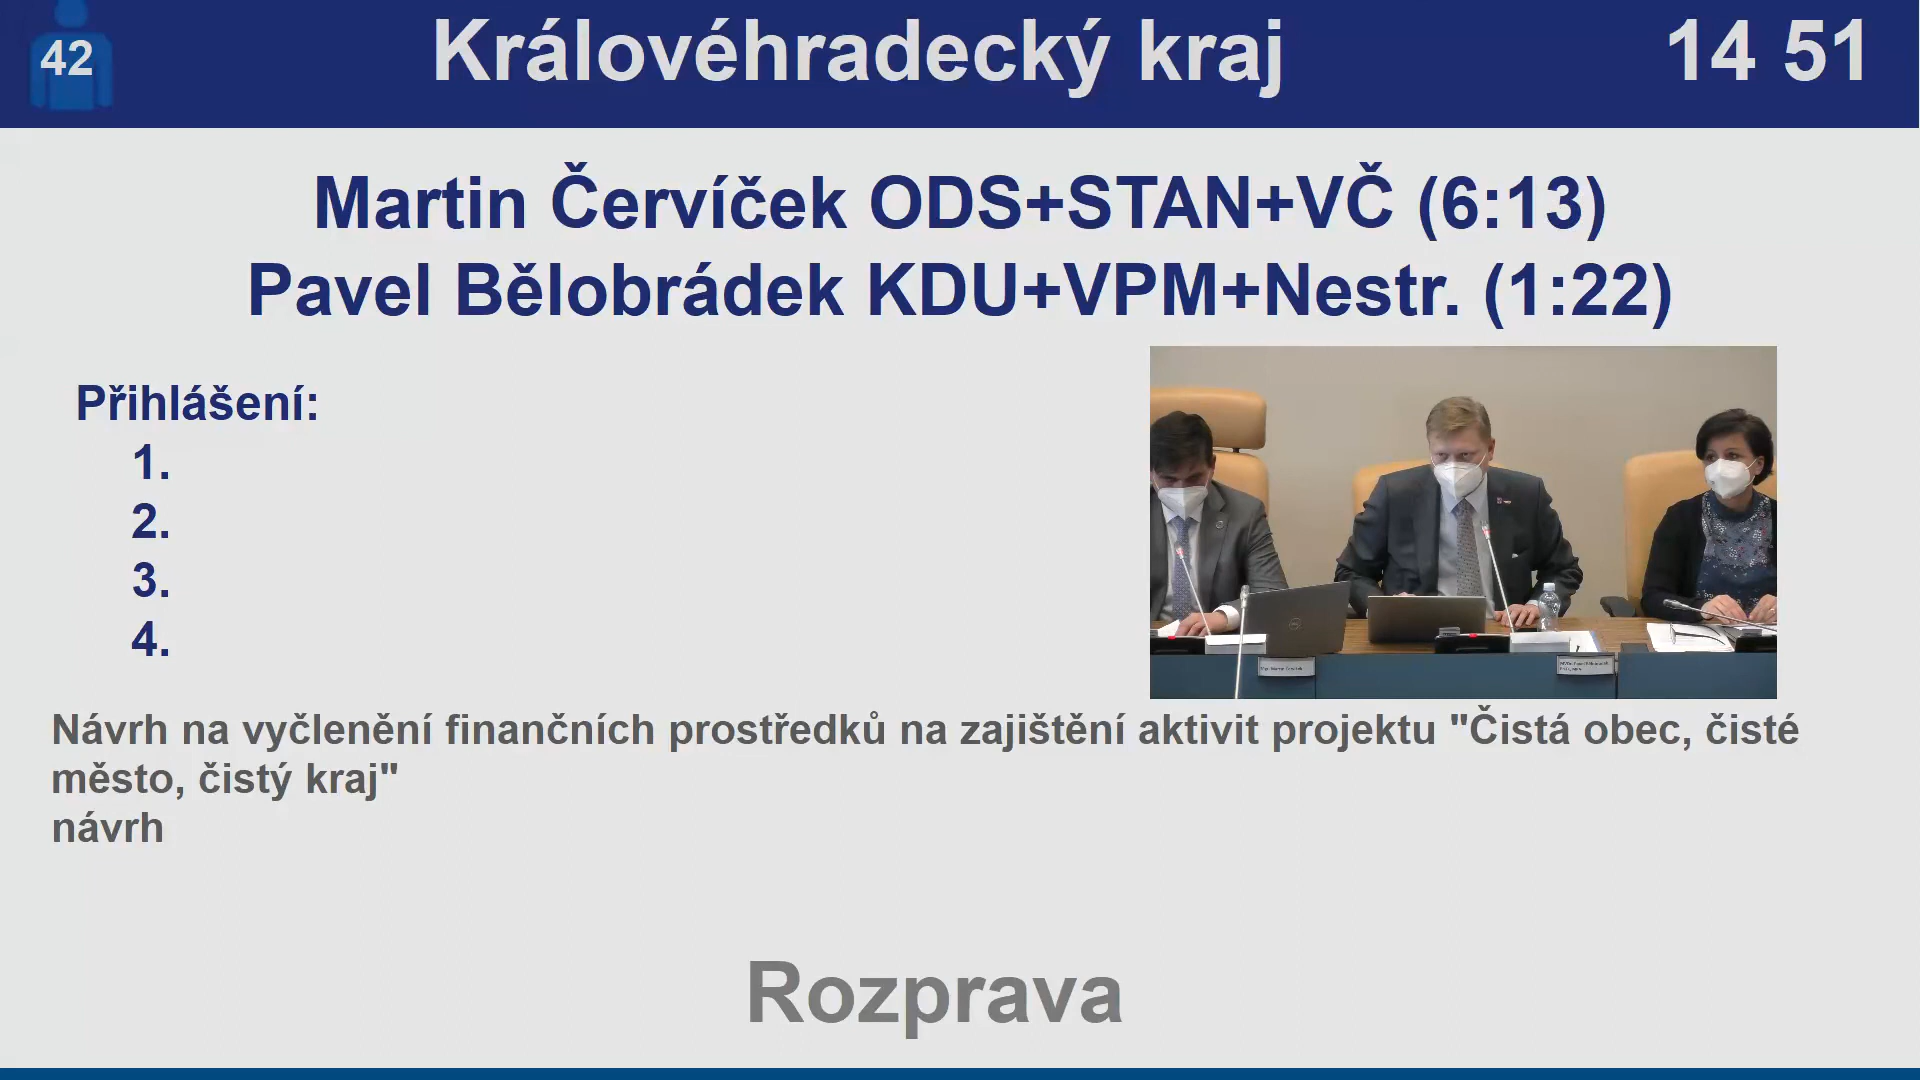 42
Královéhradecký kraj
14 51
Martin Červíček ODS+STAN+VČ (6:13)
Pavel Bělobrádek KDU+VPM+Nestr. (1:22)
Přihlášení:
1.
2.
3.
4.
Návrh na vyčlenění finančních prostředků na zajištění aktivit projektu "Čistá obec, čisté
město, čistý kraj"
návrh
Rozprava